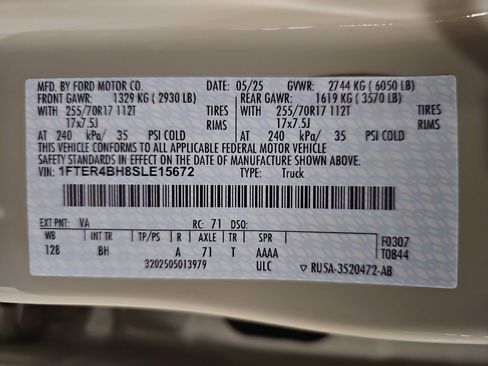 MFD. BY FORD MOTOR CO. 05/25 GVWR: 2744 KG ( 6050 LB)
FRONT GAWR: 1329 KG ( 2930 LB) REAR GAWR: 1619 KG ( 3570 LB)
WITH 255/70R17 112T TIRES WITH 255/70R17 112T TIRES
17x7.5J RIMS 17x7.5J RIMS
AT 240 kPa/ 35 PSI COLD AT 240 kPa/ 35 PSI COLD
THIS VEHICLE CONFORMS TO ALL APPLICABLE FEDERAL MOTOR VEHICLE
SAFETY STANDARDS IN EFFECT ON THE DATE OF MANUFACTURE SHOWN ABOVE.
VIN: 1FTER4BH8SLE15672 TYPE: Truck
EXT PNT: VA RC: 71 DSO:
WB INT TR TP/PS R AXLE TR SPR F0307
128 BH A 71 T AAAA T0844
3202505013979 ULC ▽ RU5A-3520472-AB